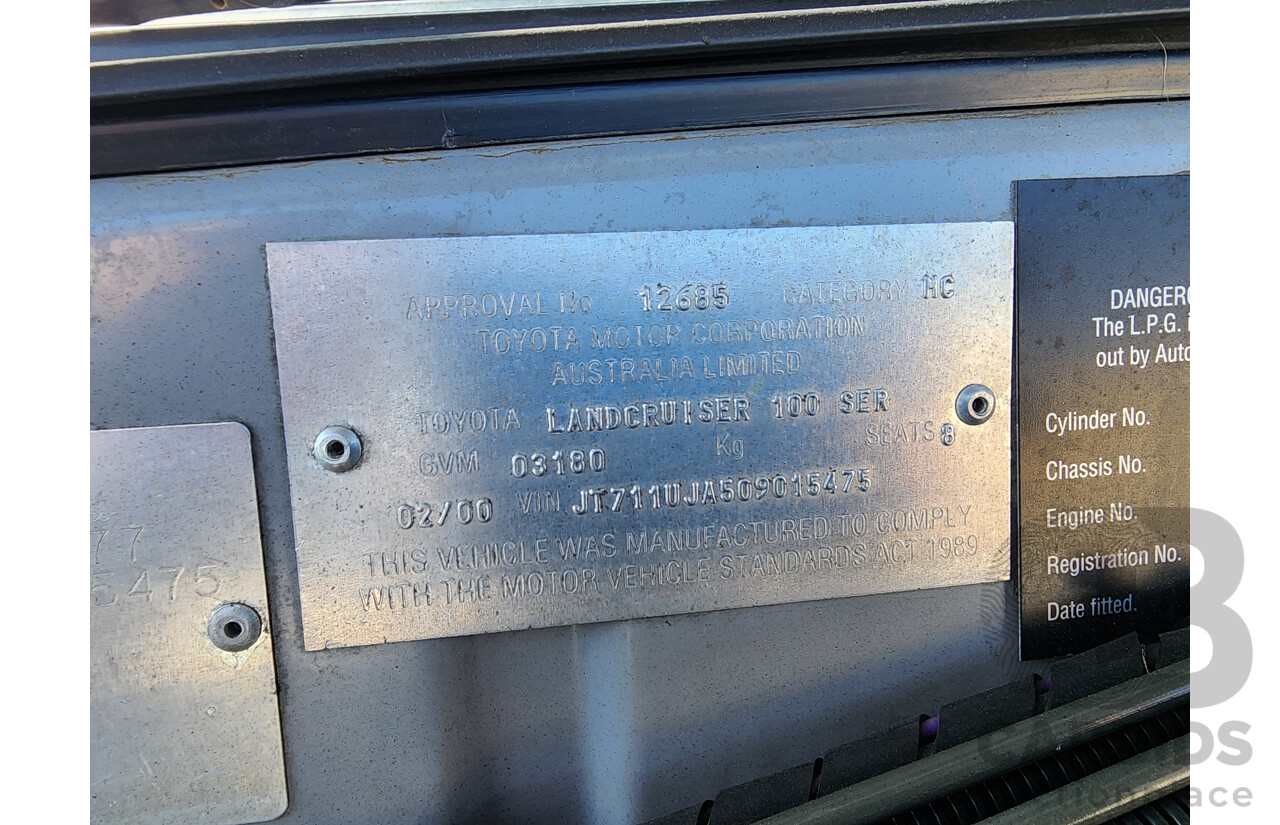 APPROVAL No 12685 CATEGORY MC
TOYOTA MOTOR CORPORATION
AUSTRALIA LIMITED
TOYOTA LANDCRUISER 100 SER
GVM 03180 Kg SEATS 8
02/00 VIN JT711UJA509015475
THIS VEHICLE WAS MANUFACTURED TO COMPLY
WITH THE MOTOR VEHICLE STANDARDS ACT 1989
77
5475
DANGER
The L.P.G.
out by Auto
Cylinder No.
Chassis No.
Engine No.
Registration No.
Date fitted.